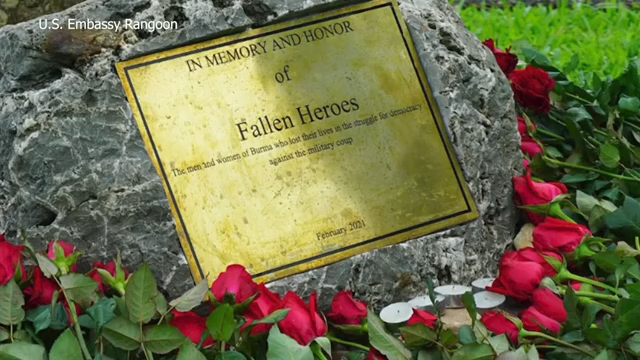 U.S. Embassy Rangoon
IN MEMORY AND HONOR
of
Fallen Heroes
The men and women of Burma who lost their lives in the struggle for democracy
against the military coup
February 2021